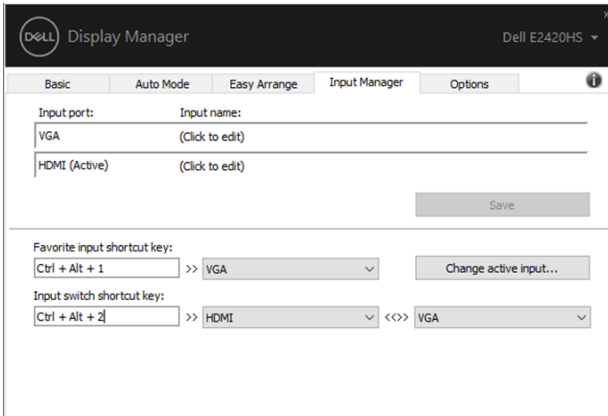 DELL Display Manager Dell E2420HS
Basic Auto Mode Easy Arrange Input Manager Options
Input port: Input name:
VGA (Click to edit)
HDMI (Active) (Click to edit)
Save
Favorite input shortcut key:
Ctrl + Alt + 1 >> VGA Change active input...
Input switch shortcut key:
Ctrl + Alt + 2 >> HDMI <<>> VGA